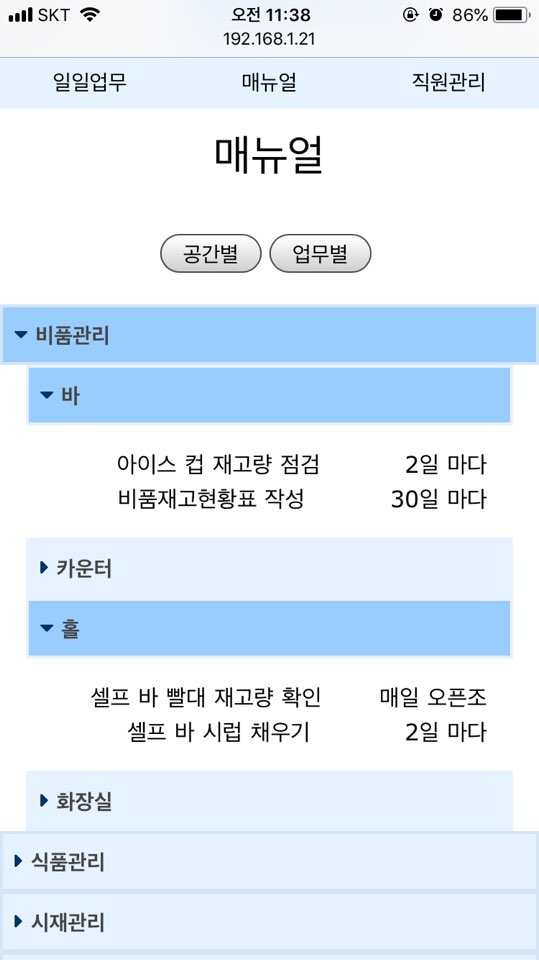 SKT 오전 11:38 86%
192.168.1.21
일일업무 매뉴얼 직원관리
매뉴얼
공간별 업무별
비품관리
바
아이스 컵 재고량 점검 2일 마다
비품재고현황표 작성 30일 마다
카운터
홀
셀프 바 빨대 재고량 확인 매일 오픈조
셀프 바 시럽 채우기 2일 마다
화장실
식품관리
시재관리